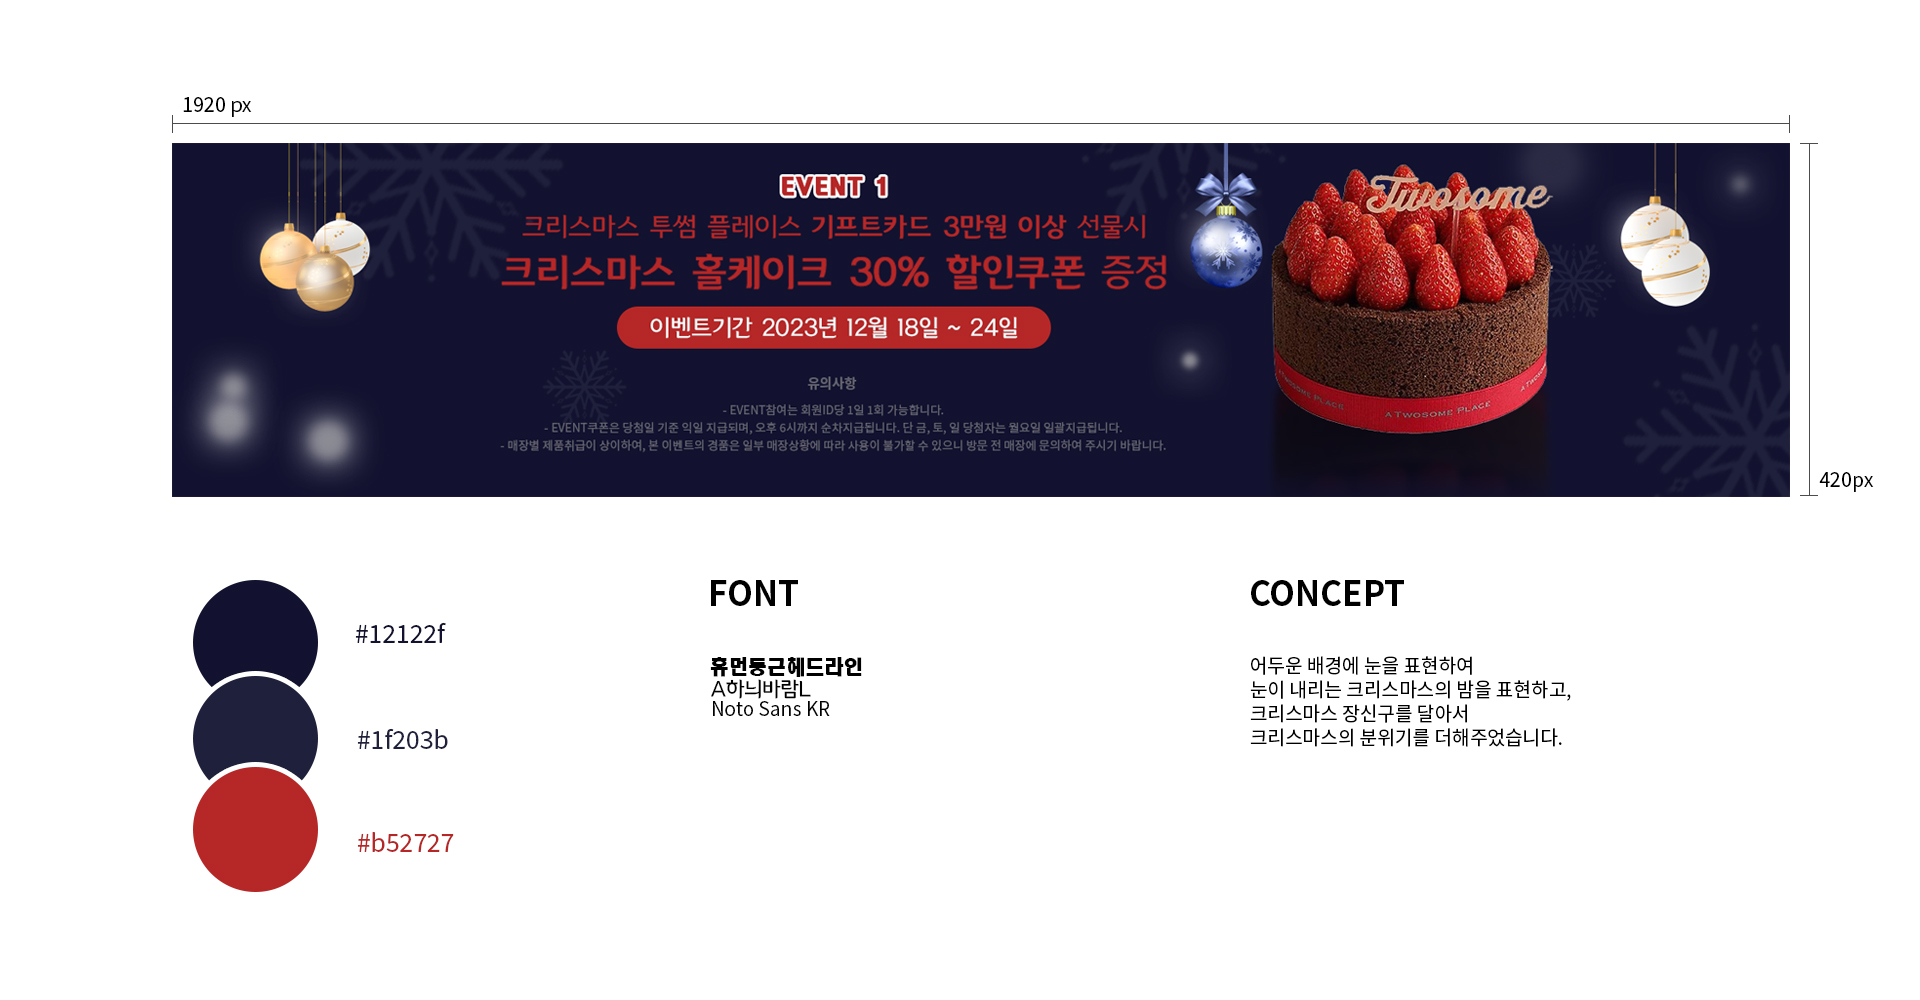 1920 px
EVENT 1
크리스마스 투썸 플레이스 기프트카드 3만원 이상 선물시
크리스마스 홀케이크 30% 할인쿠폰 증정
이벤트기간 2023년 12월 18일 ~ 24일
유의사항
- EVENT참여는 회원ID당 1일 1회 가능합니다.
- EVENT쿠폰은 당첨일 기준 익일 지급되며, 오후 6시까지 순차지급됩니다. 단 금, 토, 일 당첨자는 월요일 일괄지급됩니다.
- 매장별 제품취급이 상이하여, 본 이벤트의 경품은 일부 매장상황에 따라 사용이 불가할 수 있으니 방문 전 매장에 문의하여 주시기 바랍니다.
Twosome
A TWOSOME PLACE
420px
#12122f
#1f203b
#b52727
FONT
휴먼둥근헤드라인
A하늬바람L
Noto Sans KR
CONCEPT
어두운 배경에 눈을 표현하여
눈이 내리는 크리스마스의 밤을 표현하고,
크리스마스 장신구를 달아서
크리스마스의 분위기를 더해주었습니다.